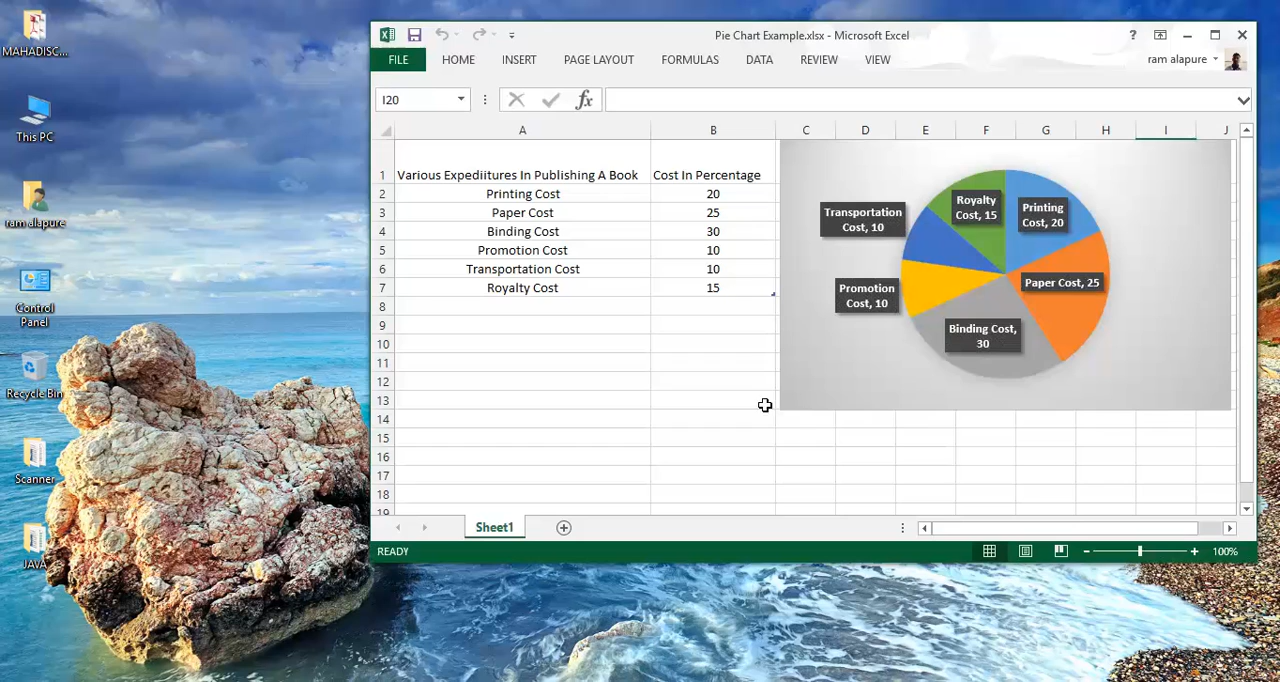 MAHADISC...
This PC
ram alapure
Control
Panel
Recycle Bin
Scanner
JAVA
Pie Chart Example.xlsx - Microsoft Excel
?
FILE HOME INSERT PAGE LAYOUT FORMULAS DATA REVIEW VIEW ram alapure
I20 fx
A B C D E F G H I J
1 Various Expediitures In Publishing A Book Cost In Percentage
2 Printing Cost 20
3 Paper Cost 25
4 Binding Cost 30
5 Promotion Cost 10
6 Transportation Cost 10
7 Royalty Cost 15
8
9
10
11
12
13
14
15
16
17
18
19
Royalty
Cost, 15
Printing
Cost, 20
Transportation
Cost, 10
Paper Cost, 25
Promotion
Cost, 10
Binding Cost,
30
Sheet1
READY 100%